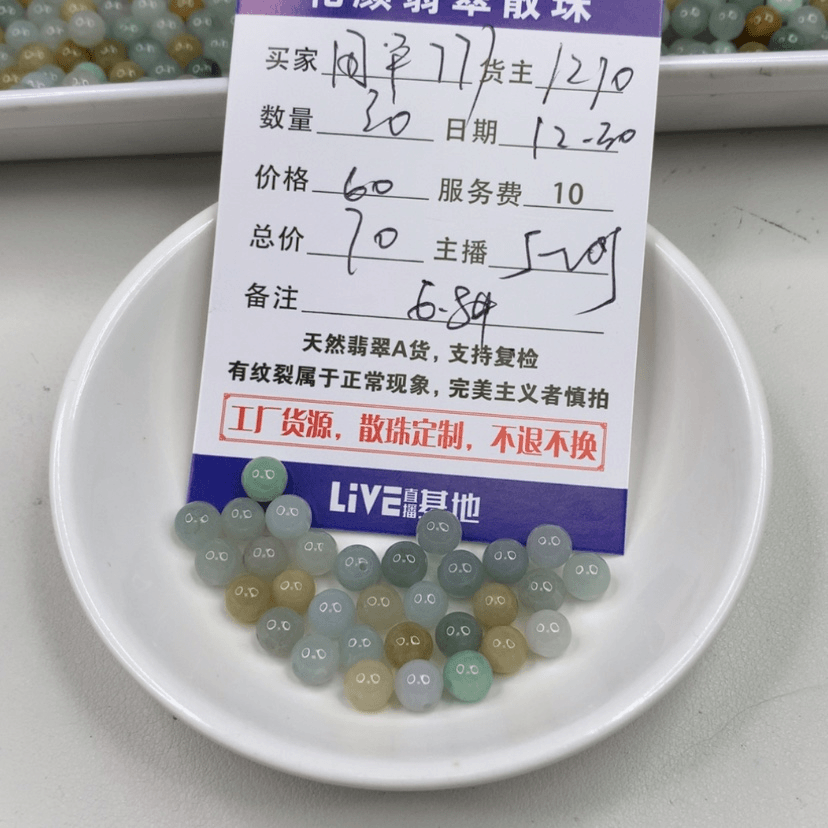 花颜翡翠散珠
买家 777 货主 1270
数量 30 日期 12-30
价格 60 服务费 10
总价 70 主播
备注
天然翡翠A货，支持复检
有纹裂属于正常现象，完美主义者慎拍
工厂货源，散珠定制，不退不换
LiVE直播基地